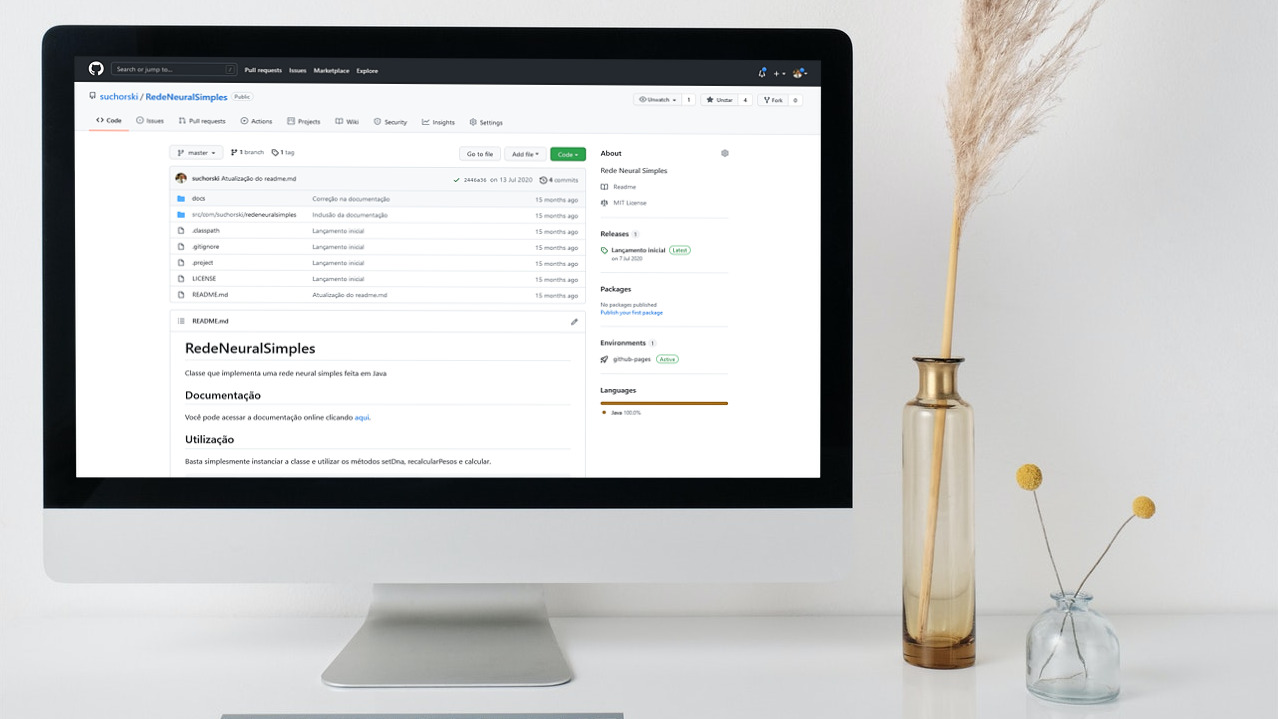 Search or jump to... /
Pull requests Issues Marketplace Explore
suchorski / RedeNeuralSimples Public
Unwatch 1 Unstar 4 Fork 0
Code Issues Pull requests Actions Projects Wiki Security Insights Settings
master 1 branch 1 tag Go to file Add file Code
suchorski Atualização do readme.md 2446a36 on 13 Jul 2020 4 commits
docs Correção na documentação 15 months ago
src/com/suchorski/redeneuralsimples Inclusão da documentação 15 months ago
.classpath Lançamento inicial 15 months ago
.gitignore Lançamento inicial 15 months ago
.project Lançamento inicial 15 months ago
LICENSE Lançamento inicial 15 months ago
README.md Atualização do readme.md 15 months ago
README.md
RedeNeuralSimples
Classe que implementa uma rede neural simples feita em Java
Documentação
Você pode acessar a documentação online clicando aqui.
Utilização
Basta simplesmente instanciar a classe e utilizar os métodos setDna, recalcularPesos e calcular.
About
Rede Neural Simples
Readme
MIT License
Releases 1
Lançamento inicial Latest
on 7 Jul 2020
Packages
No packages published
Publish your first package
Environments 1
github-pages Active
Languages
Java 100.0%